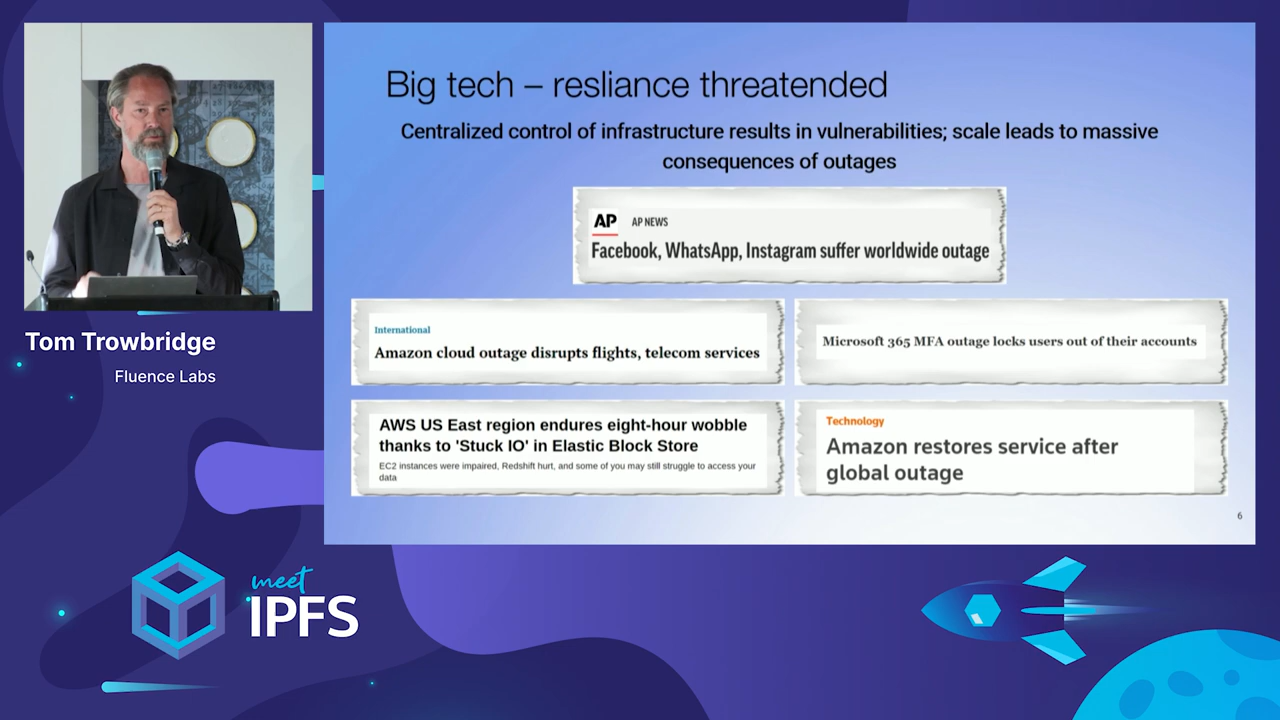 Big tech – resliance threatended
Centralized control of infrastructure results in vulnerabilities; scale leads to massive
consequences of outages
AP AP NEWS
Facebook, WhatsApp, Instagram suffer worldwide outage
International
Amazon cloud outage disrupts flights, telecom services
Microsoft 365 MFA outage locks users out of their accounts
AWS US East region endures eight-hour wobble
thanks to 'Stuck IO' in Elastic Block Store
EC2 instances were impaired, Redshift hurt, and some of you may still struggle to access your
data
Technology
Amazon restores service after
global outage
6
Tom Trowbridge
Fluence Labs
meet
IPFS